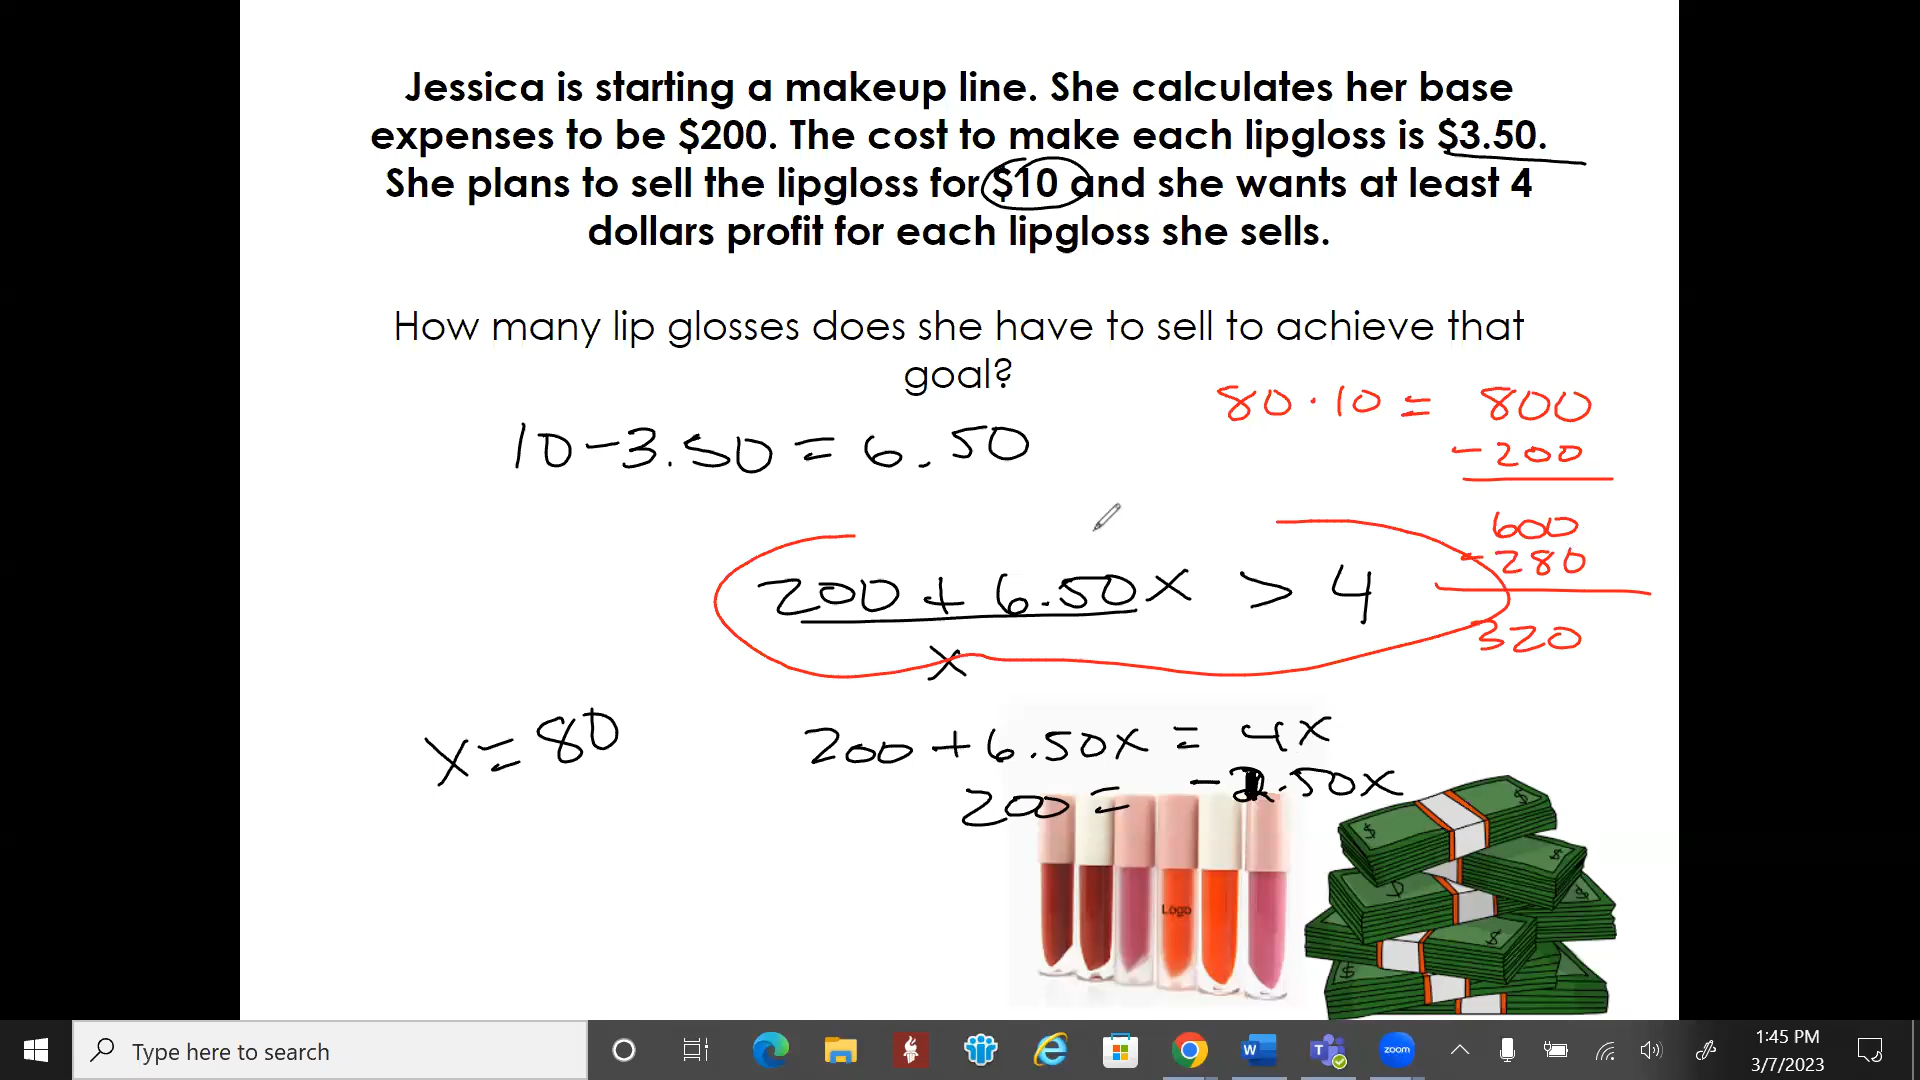 Jessica is starting a makeup line. She calculates her base
expenses to be $200. The cost to make each lipgloss is $3.50.
She plans to sell the lipgloss for $10 and she wants at least 4
dollars profit for each lipgloss she sells.
How many lip glosses does she have to sell to achieve that
goal?
80 · 10 = 800
- 200
600
- 280
320
10 - 3.50 = 6.50
200 + 6.50x > 4
x
x = 80
200 + 6.50x = 4x
200 = -2.50x
Logo
Type here to search
zoom
1:45 PM
3/7/2023